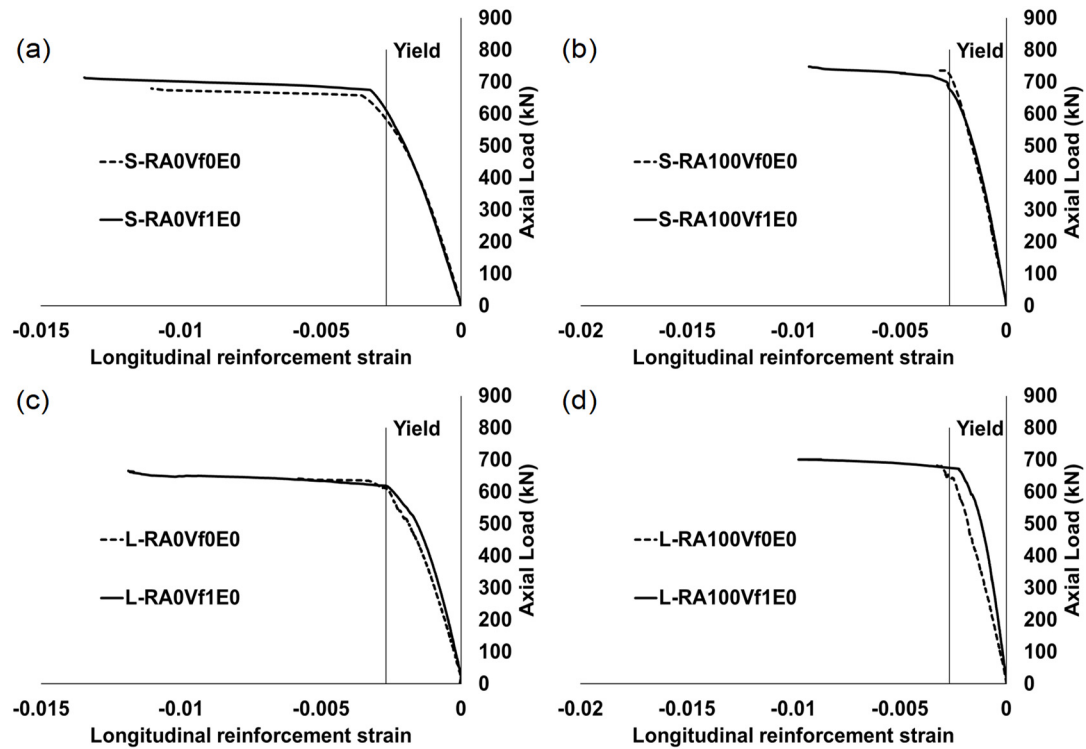 (a)
Yield
900
800
700
600
500
400
300
200
100
0
Axial Load (kN)
S-RA0Vf0E0
S-RA0Vf1E0
-0.015
-0.01
-0.005
0
Longitudinal reinforcement strain
(b)
Yield
900
800
700
600
500
400
300
200
100
0
Axial Load (kN)
S-RA100Vf0E0
S-RA100Vf1E0
-0.02
-0.015
-0.01
-0.005
0
Longitudinal reinforcement strain
(c)
Yield
900
800
700
600
500
400
300
200
100
0
Axial Load (kN)
L-RA0Vf0E0
L-RA0Vf1E0
-0.015
-0.01
-0.005
0
Longitudinal reinforcement strain
(d)
Yield
900
800
700
600
500
400
300
200
100
0
Axial Load (kN)
L-RA100Vf0E0
L-RA100Vf1E0
-0.02
-0.015
-0.01
-0.005
0
Longitudinal reinforcement strain